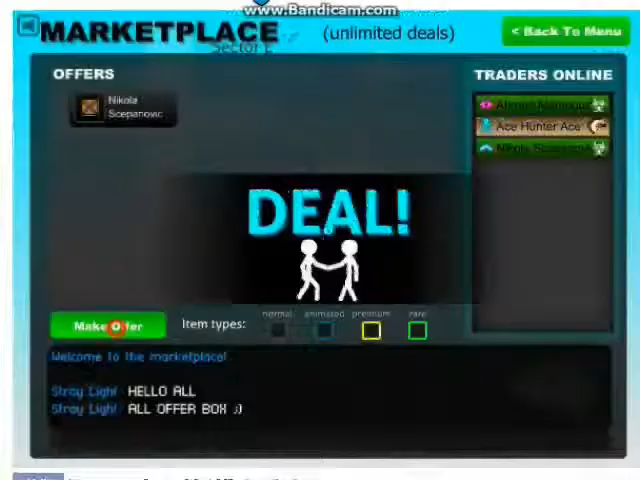 www.Bandicam.com
MARKETPLACE
(unlimited deals)
< Back To Menu
OFFERS
TRADERS ONLINE
Nikola
Scepanovic
Ace Hunter Ace
DEAL!
Make Offer
Item types:
normal
animated
premium
rare
Welcome to the marketplace!
Stray Light: HELLO ALL
Stray Light: ALL OFFER BOX ;)